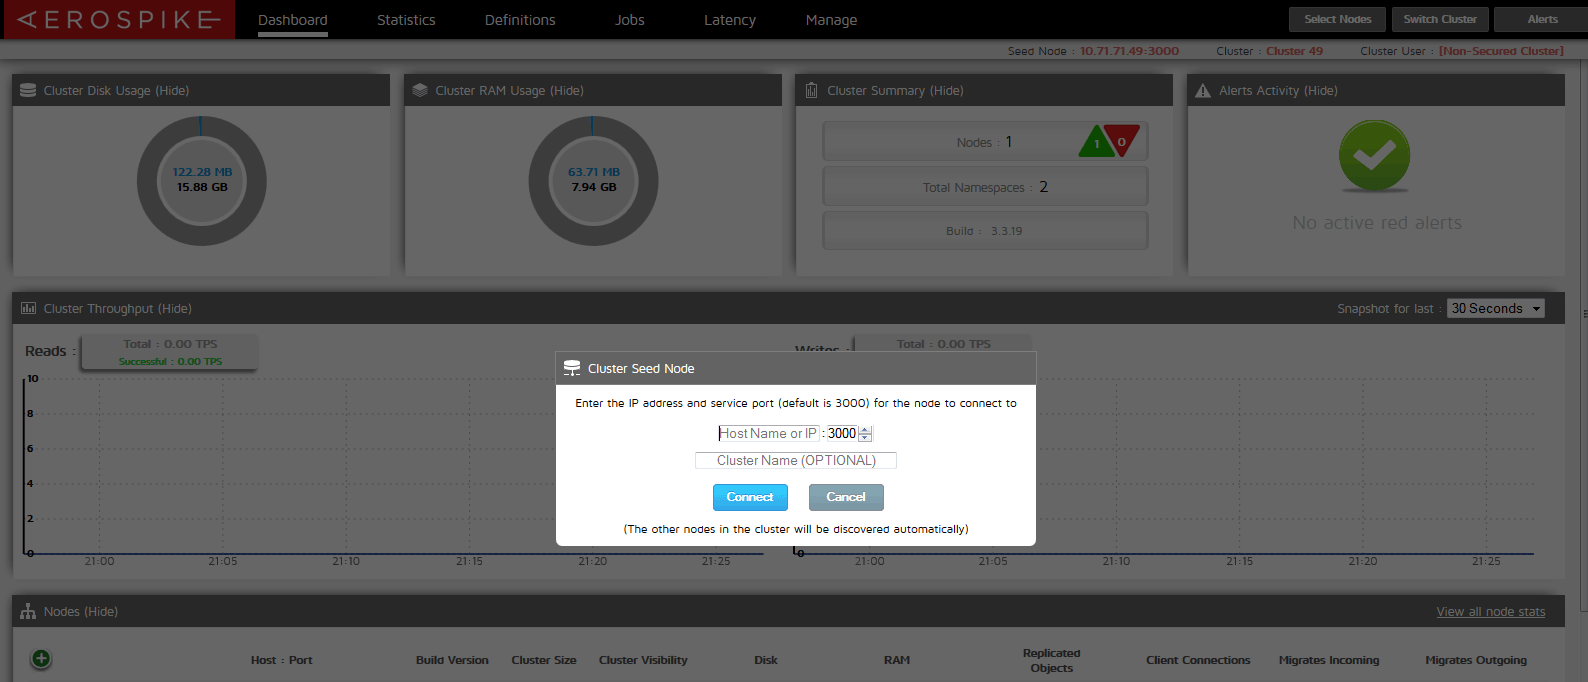 AEROSPIKE Dashboard Statistics Definitions Jobs Latency Manage Select Nodes Switch Cluster Alerts
Seed Node : 10.71.71.49:3000 Cluster : Cluster 49 Cluster User : [Non-Secured Cluster]
Cluster Disk Usage (Hide)
122.28 MB
15.88 GB
Cluster RAM Usage (Hide)
63.71 MB
7.94 GB
Cluster Summary (Hide)
Nodes : 1 1 0
Total Namespaces : 2
Build : 3.3.19
Alerts Activity (Hide)
No active red alerts
Cluster Throughput (Hide) Snapshot for last : 30 Seconds
Reads : Total : 0.00 TPS
Successful : 0.00 TPS
10
8
6
4
2
0
21:00 21:05 21:10 21:15 21:20 21:25
Writes : Total : 0.00 TPS
0
21:00 21:05 21:10 21:15 21:20 21:25
Cluster Seed Node
Enter the IP address and service port (default is 3000) for the node to connect to
Host Name or IP : 3000
Cluster Name (OPTIONAL)
Connect Cancel
(The other nodes in the cluster will be discovered automatically)
Nodes (Hide) View all node stats
Host : Port Build Version Cluster Size Cluster Visibility Disk RAM Replicated Objects Client Connections Migrates Incoming Migrates Outgoing